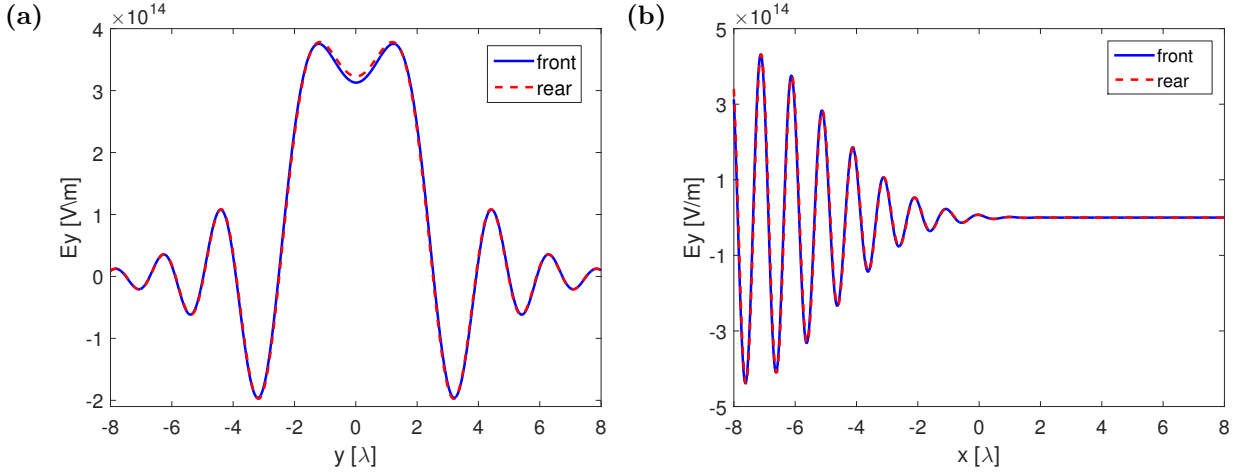 (a)
×10^14
4
3
2
1
0
-1
-2
Ey [V\m]
-8 -6 -4 -2 0 2 4 6 8
y [λ]
front
rear
(b)
×10^14
5
3
1
-1
-3
-5
Ey [V/m]
-8 -6 -4 -2 0 2 4 6 8
x [λ]
front
rear